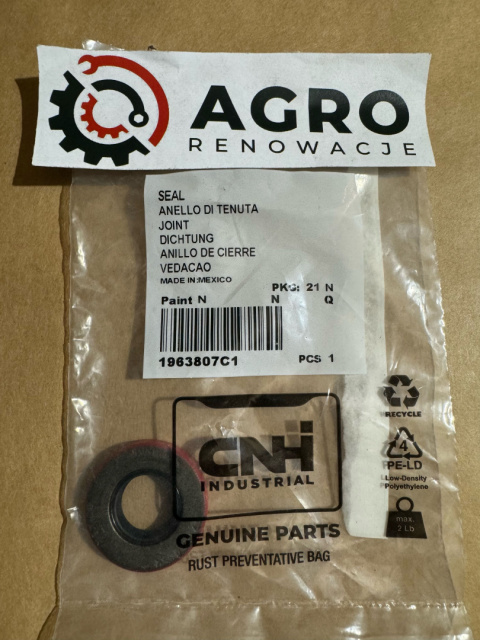 AGRO
RENOWACJE
SEAL
ANELLO DI TENUTA
JOINT
DICHTUNG
ANILLO DE CIERRE
VEDACAO
MADE IN:MEXICO
PKG: 21 N
Paint N N Q
1963807C1 PCS 1
CNH
INDUSTRIAL
GENUINE PARTS
RUST PREVENTATIVE BAG
RECYCLE
4
PE-LD
Low-Density
Polyethylene
max.
2 Lb